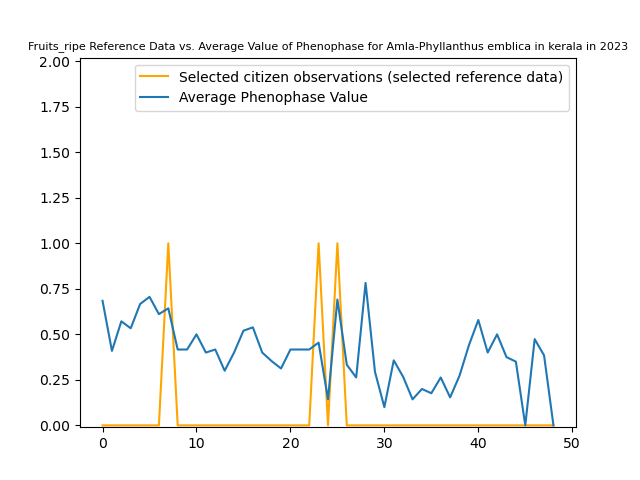 Fruits_ripe Reference Data vs. Average Value of Phenophase for Amla-Phyllanthus emblica in kerala in 2023
Selected citizen observations (selected reference data)
Average Phenophase Value
2.00
1.75
1.50
1.25
1.00
0.75
0.50
0.25
0.00
0 10 20 30 40 50